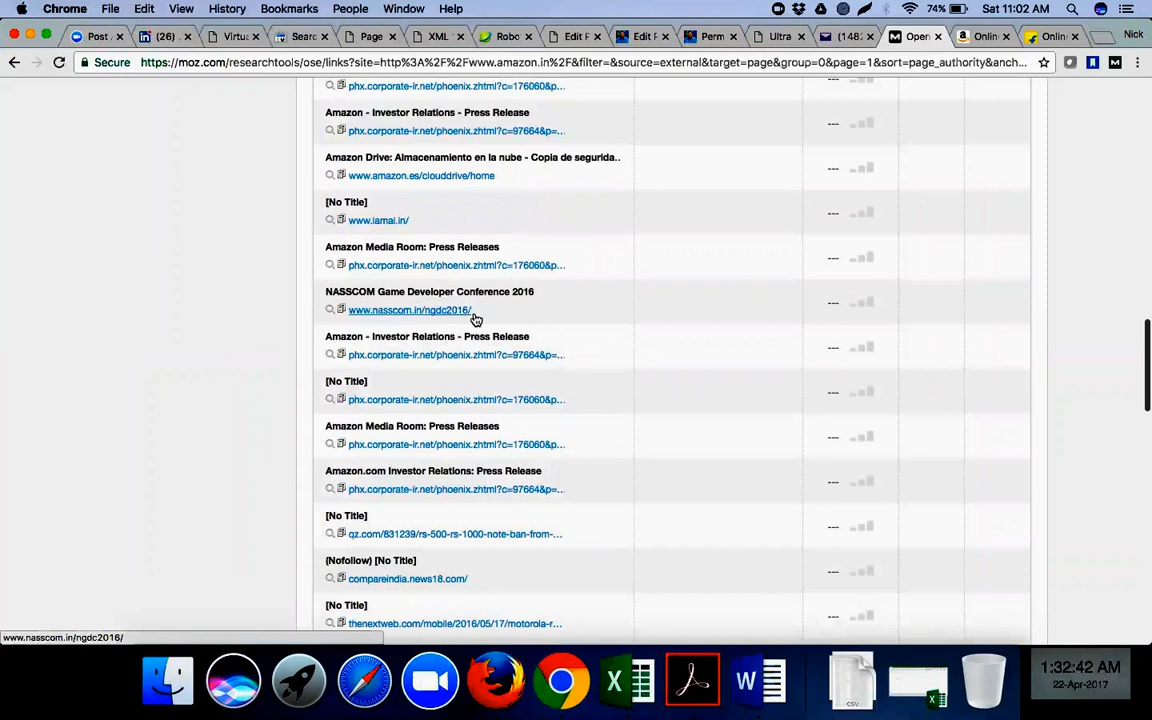 Chrome File Edit View History Bookmarks People Window Help 74% Sat 11:02 AM
Post (26) Virtu Searc Page XML Robo Edit F Edit F Perm Ultra (148 Open Onlin Onlin Nick
Secure https://moz.com/researchtools/ose/links?site=http%3A%2F%2Fwww.amazon.in%2F&filter=&source=external&target=page&group=0&page=1&sort=page_authority&anch...
phx.corporate-ir.net/phoenix.zhtml?c=176060&p...
Amazon - Investor Relations - Press Release
phx.corporate-ir.net/phoenix.zhtml?c=97664&p=...
---
Amazon Drive: Almacenamiento en la nube - Copia de segurida..
www.amazon.es/clouddrive/home
---
[No Title]
www.iamai.in/
---
Amazon Media Room: Press Releases
phx.corporate-ir.net/phoenix.zhtml?c=176060&p...
---
NASSCOM Game Developer Conference 2016
www.nasscom.in/ngdc2016/
---
Amazon - Investor Relations - Press Release
phx.corporate-ir.net/phoenix.zhtml?c=97664&p=...
---
[No Title]
phx.corporate-ir.net/phoenix.zhtml?c=176060&p...
---
Amazon Media Room: Press Releases
phx.corporate-ir.net/phoenix.zhtml?c=176060&p...
---
Amazon.com Investor Relations: Press Release
phx.corporate-ir.net/phoenix.zhtml?c=97664&p=...
---
[No Title]
qz.com/831239/rs-500-rs-1000-note-ban-from-...
---
(Nofollow) [No Title]
compareindia.news18.com/
---
[No Title]
thenextweb.com/mobile/2016/05/17/motorola-r...
---
www.nasscom.in/ngdc2016/
CSV
1:32:42 AM
22-Apr-2017